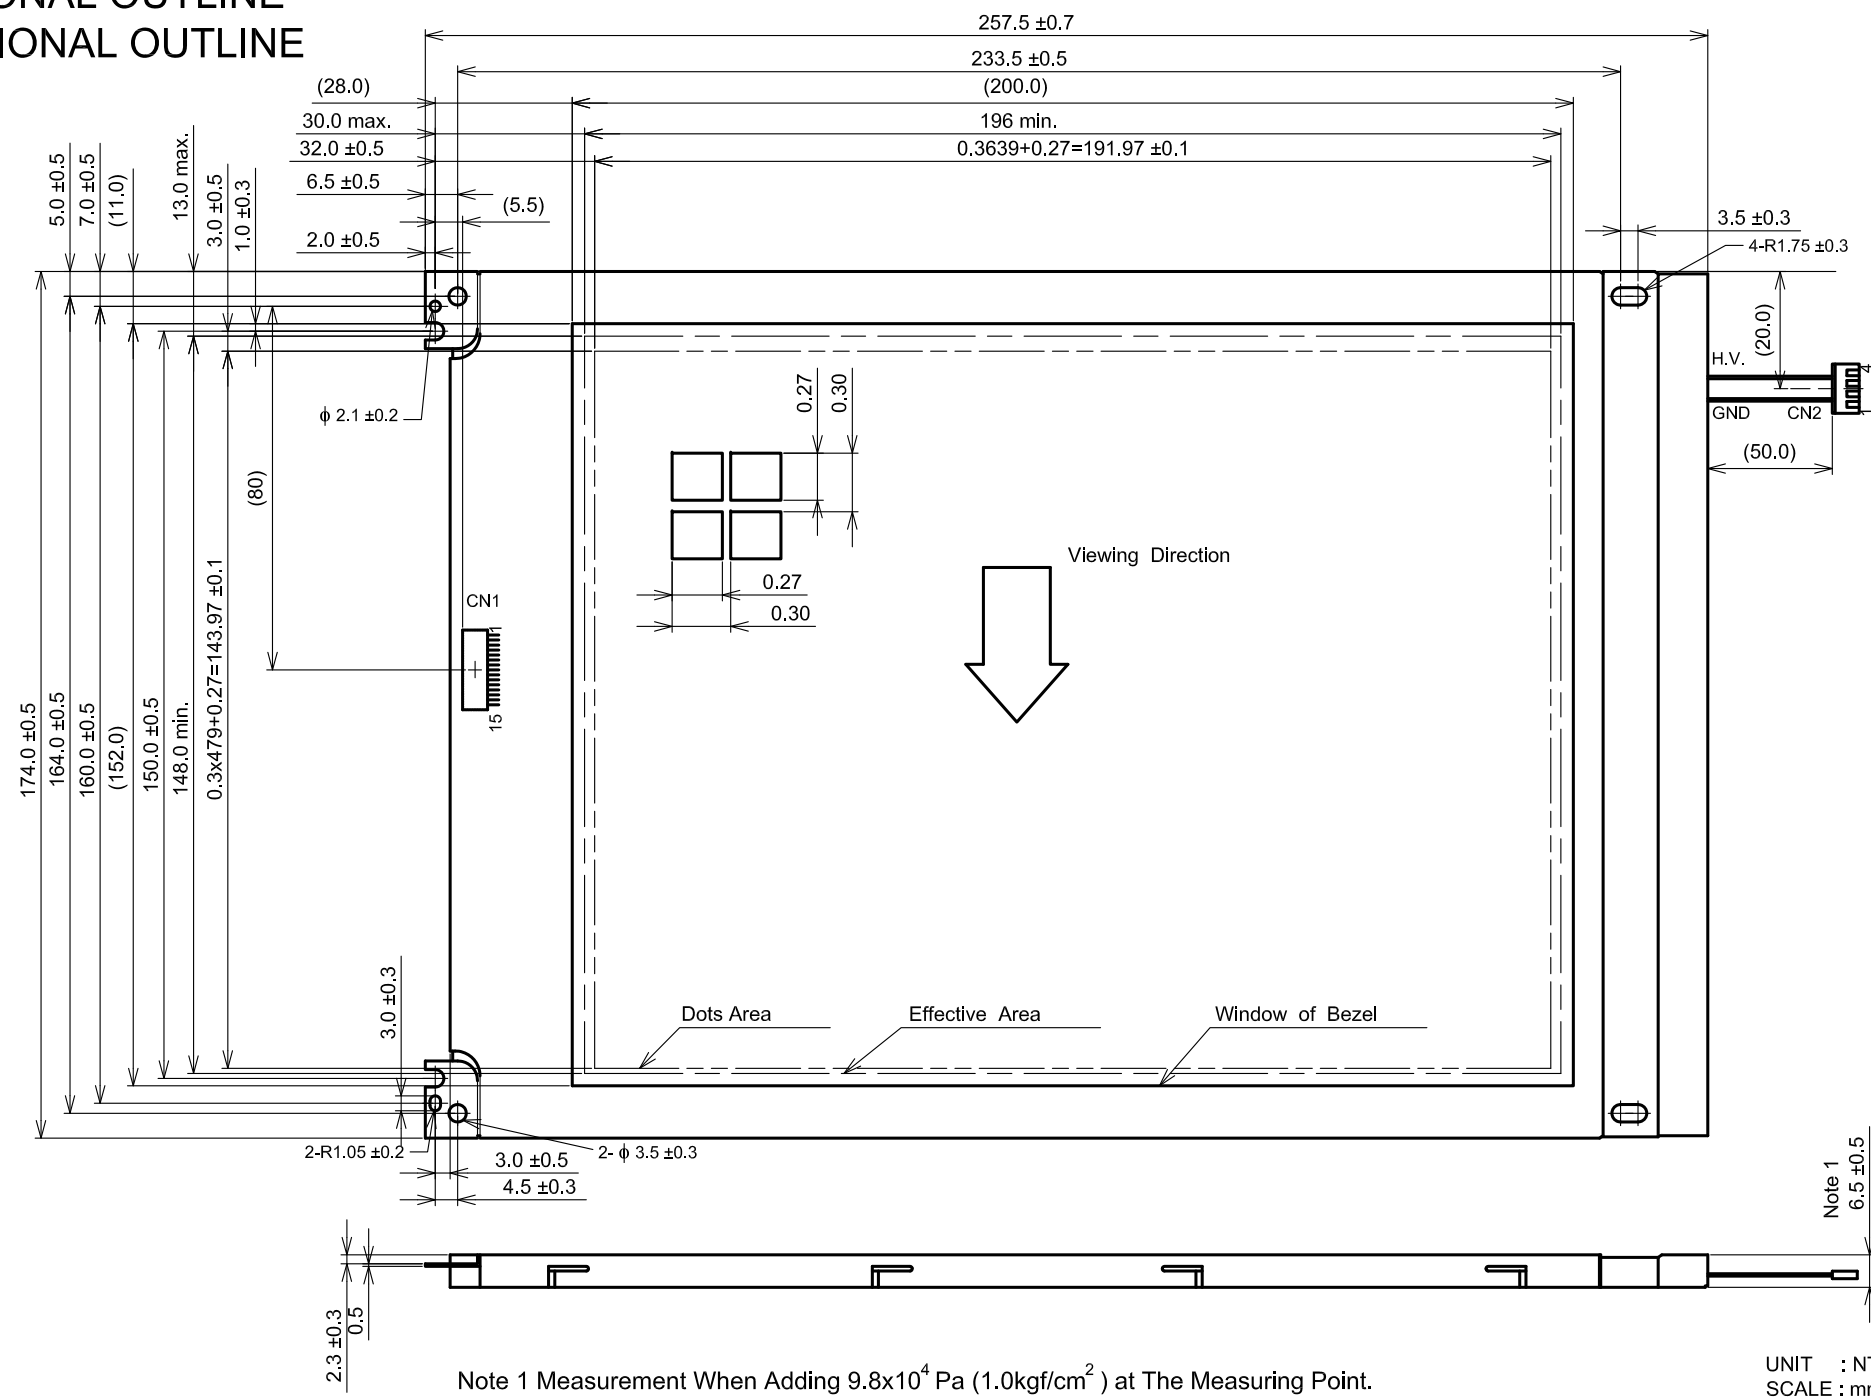 ONAL OUTLINE
IONAL OUTLINE
257.5 ±0.7
233.5 ±0.5
(28.0)
(200.0)
30.0 max.
196 min.
32.0 ±0.5
0.3639+0.27=191.97 ±0.1
6.5 ±0.5
(5.5)
2.0 ±0.5
5.0 ±0.5
7.0 ±0.5
(11.0)
13.0 max.
3.0 ±0.5
1.0 ±0.3
3.5 ±0.3
4-R1.75 ±0.3
(20.0)
H.V.
4
GND
CN2
1
(50.0)
ϕ 2.1 ±0.2
0.27
0.30
(80)
Viewing Direction
0.27
0.30
CN1
1
15
174.0 ±0.5
164.0 ±0.5
160.0 ±0.5
(152.0)
150.0 ±0.5
148.0 min.
0.3x479+0.27=143.97 ±0.1
3.0 ±0.3
Dots Area
Effective Area
Window of Bezel
2-R1.05 ±0.2
3.0 ±0.5
2- ϕ 3.5 ±0.3
4.5 ±0.3
Note 1
6.5 ±0.5
2.3 ±0.3
0.5
Note 1 Measurement When Adding 9.8x10⁴ Pa (1.0kgf/cm² ) at The Measuring Point.
UNIT : NT
SCALE : mm